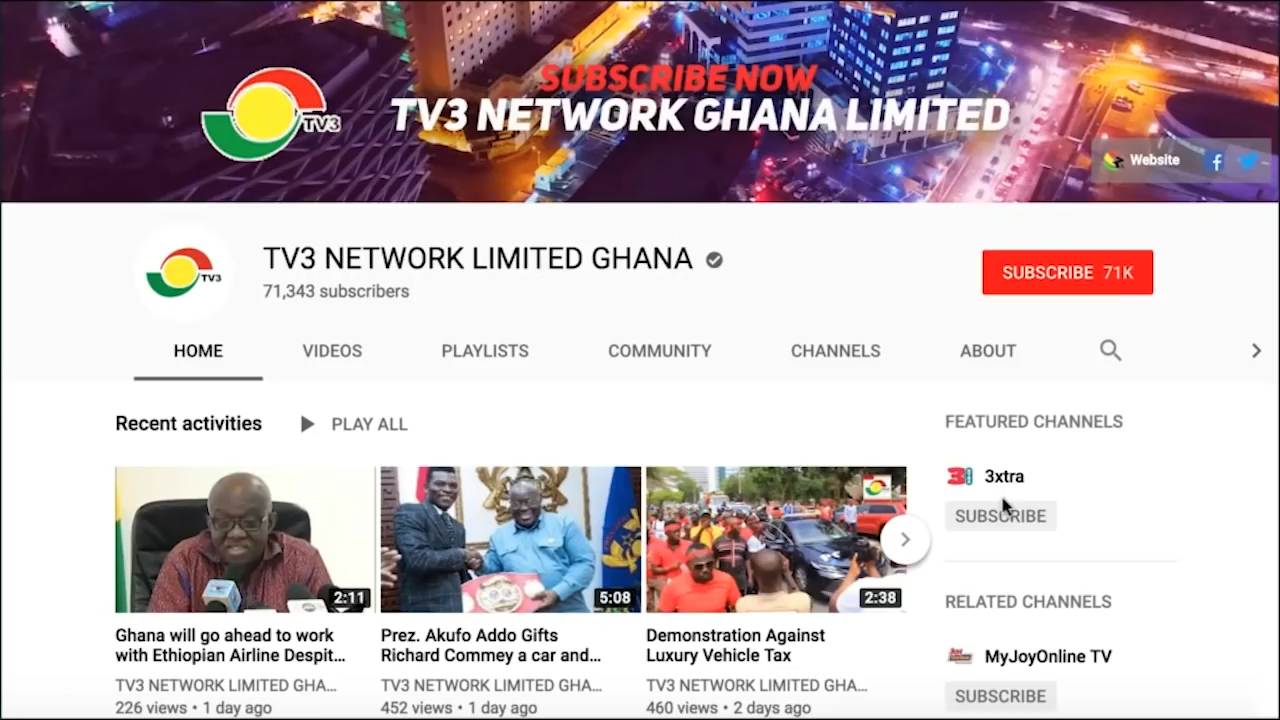 SUBSCRIBE NOW
TV3 NETWORK GHANA LIMITED
TV3
Website
TV3
TV3 NETWORK LIMITED GHANA
71,343 subscribers
SUBSCRIBE 71K
HOME
VIDEOS
PLAYLISTS
COMMUNITY
CHANNELS
ABOUT
Recent activities
PLAY ALL
2:11
Ghana will go ahead to work
with Ethiopian Airline Despit...
TV3 NETWORK LIMITED GHA...
226 views • 1 day ago
5:08
Prez. Akufo Addo Gifts
Richard Commey a car and...
TV3 NETWORK LIMITED GHA...
452 views • 1 day ago
2:38
Demonstration Against
Luxury Vehicle Tax
TV3 NETWORK LIMITED GHA...
460 views • 2 days ago
FEATURED CHANNELS
3xtra
SUBSCRIBE
RELATED CHANNELS
MyJoyOnline TV
SUBSCRIBE